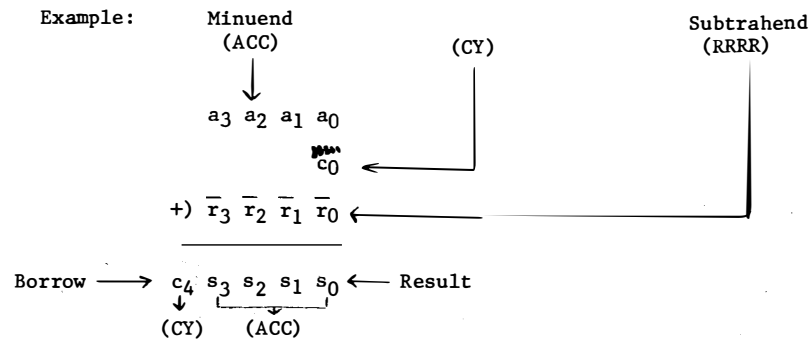 Example: Minuend Subtrahend
(ACC) (CY) (RRRR)
a3 a2 a1 a0
c0
+) r̅3 r̅2 r̅1 r̅0
Borrow c4 s3 s2 s1 s0 Result
(CY) (ACC)